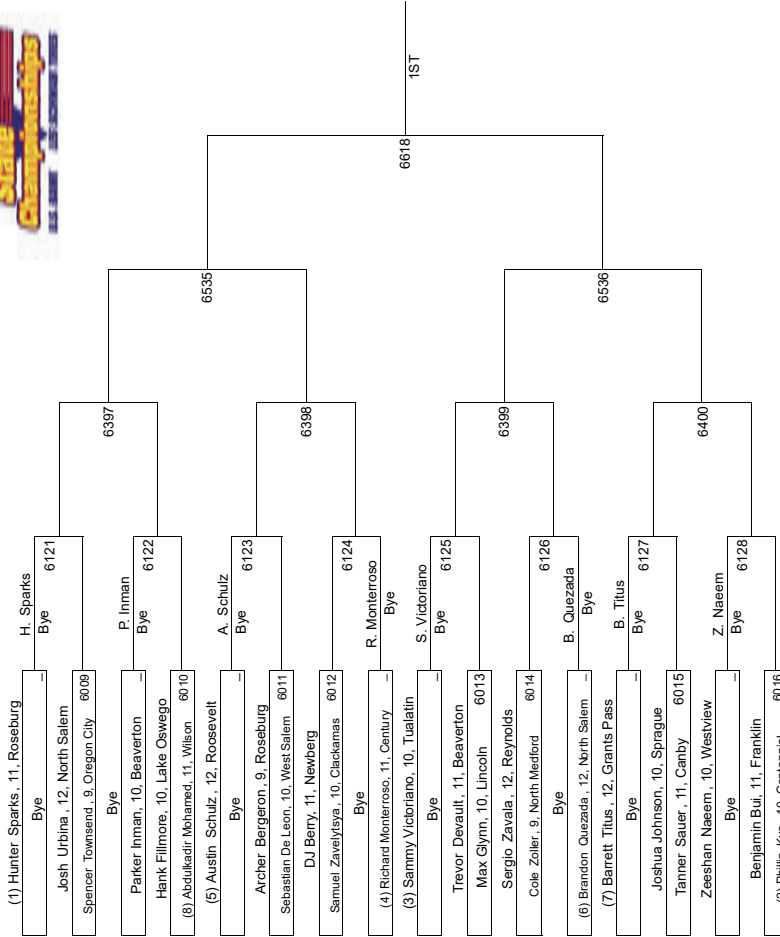 State
Championships
1ST
6618
6535
6536
6397
6398
6399
6400
H. Sparks
Bye
6121
P. Inman
Bye
6122
A. Schulz
Bye
6123
6124
R. Monterroso
Bye
S. Victoriano
Bye
6125
6126
B. Quezada
Bye
B. Titus
Bye
6127
Z. Naeem
Bye
6128
(1) Hunter Sparks , 11, Roseburg
Bye
–
Josh Urbina , 12, North Salem
Spencer Townsend , 9, Oregon City
6009
Bye
Parker Inman, 10, Beaverton
–
Hank Fillmore, 10, Lake Oswego
(8) Abdulkadir Mohamed, 11, Wilson
6010
(5) Austin Schulz , 12, Roosevelt
Bye
–
Archer Bergeron , 9, Roseburg
Sebastian De Leon, 10, West Salem
6011
DJ Berry, 11, Newberg
Samuel Zavelytsya , 10, Clackamas
6012
Bye
(4) Richard Monterroso, 11, Century
–
(3) Sammy Victoriano, 10, Tualatin
Bye
–
Trevor Devault , 11, Beaverton
Max Glynn, 10, Lincoln
6013
Sergio Zavala , 12, Reynolds
Cole Zoller , 9, North Medford
6014
Bye
(6) Brandon Quezada , 12, North Salem
–
(7) Barrett Titus , 12, Grants Pass
Bye
–
Joshua Johnson, 10, Sprague
Tanner Sauer , 11, Canby
6015
Zeeshan Naeem, 10, Westview
Bye
–
Benjamin Bui, 11, Franklin
6016